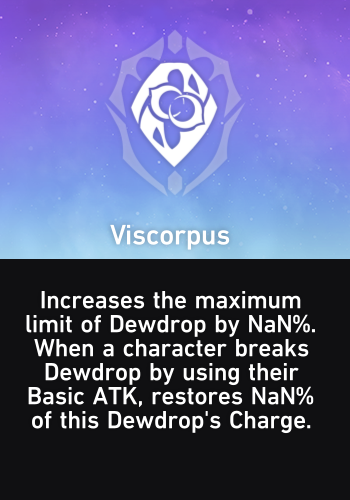 Viscorpus
Increases the maximum
limit of Dewdrop by NaN%.
When a character breaks
Dewdrop by using their
Basic ATK, restores NaN%
of this Dewdrop's Charge.